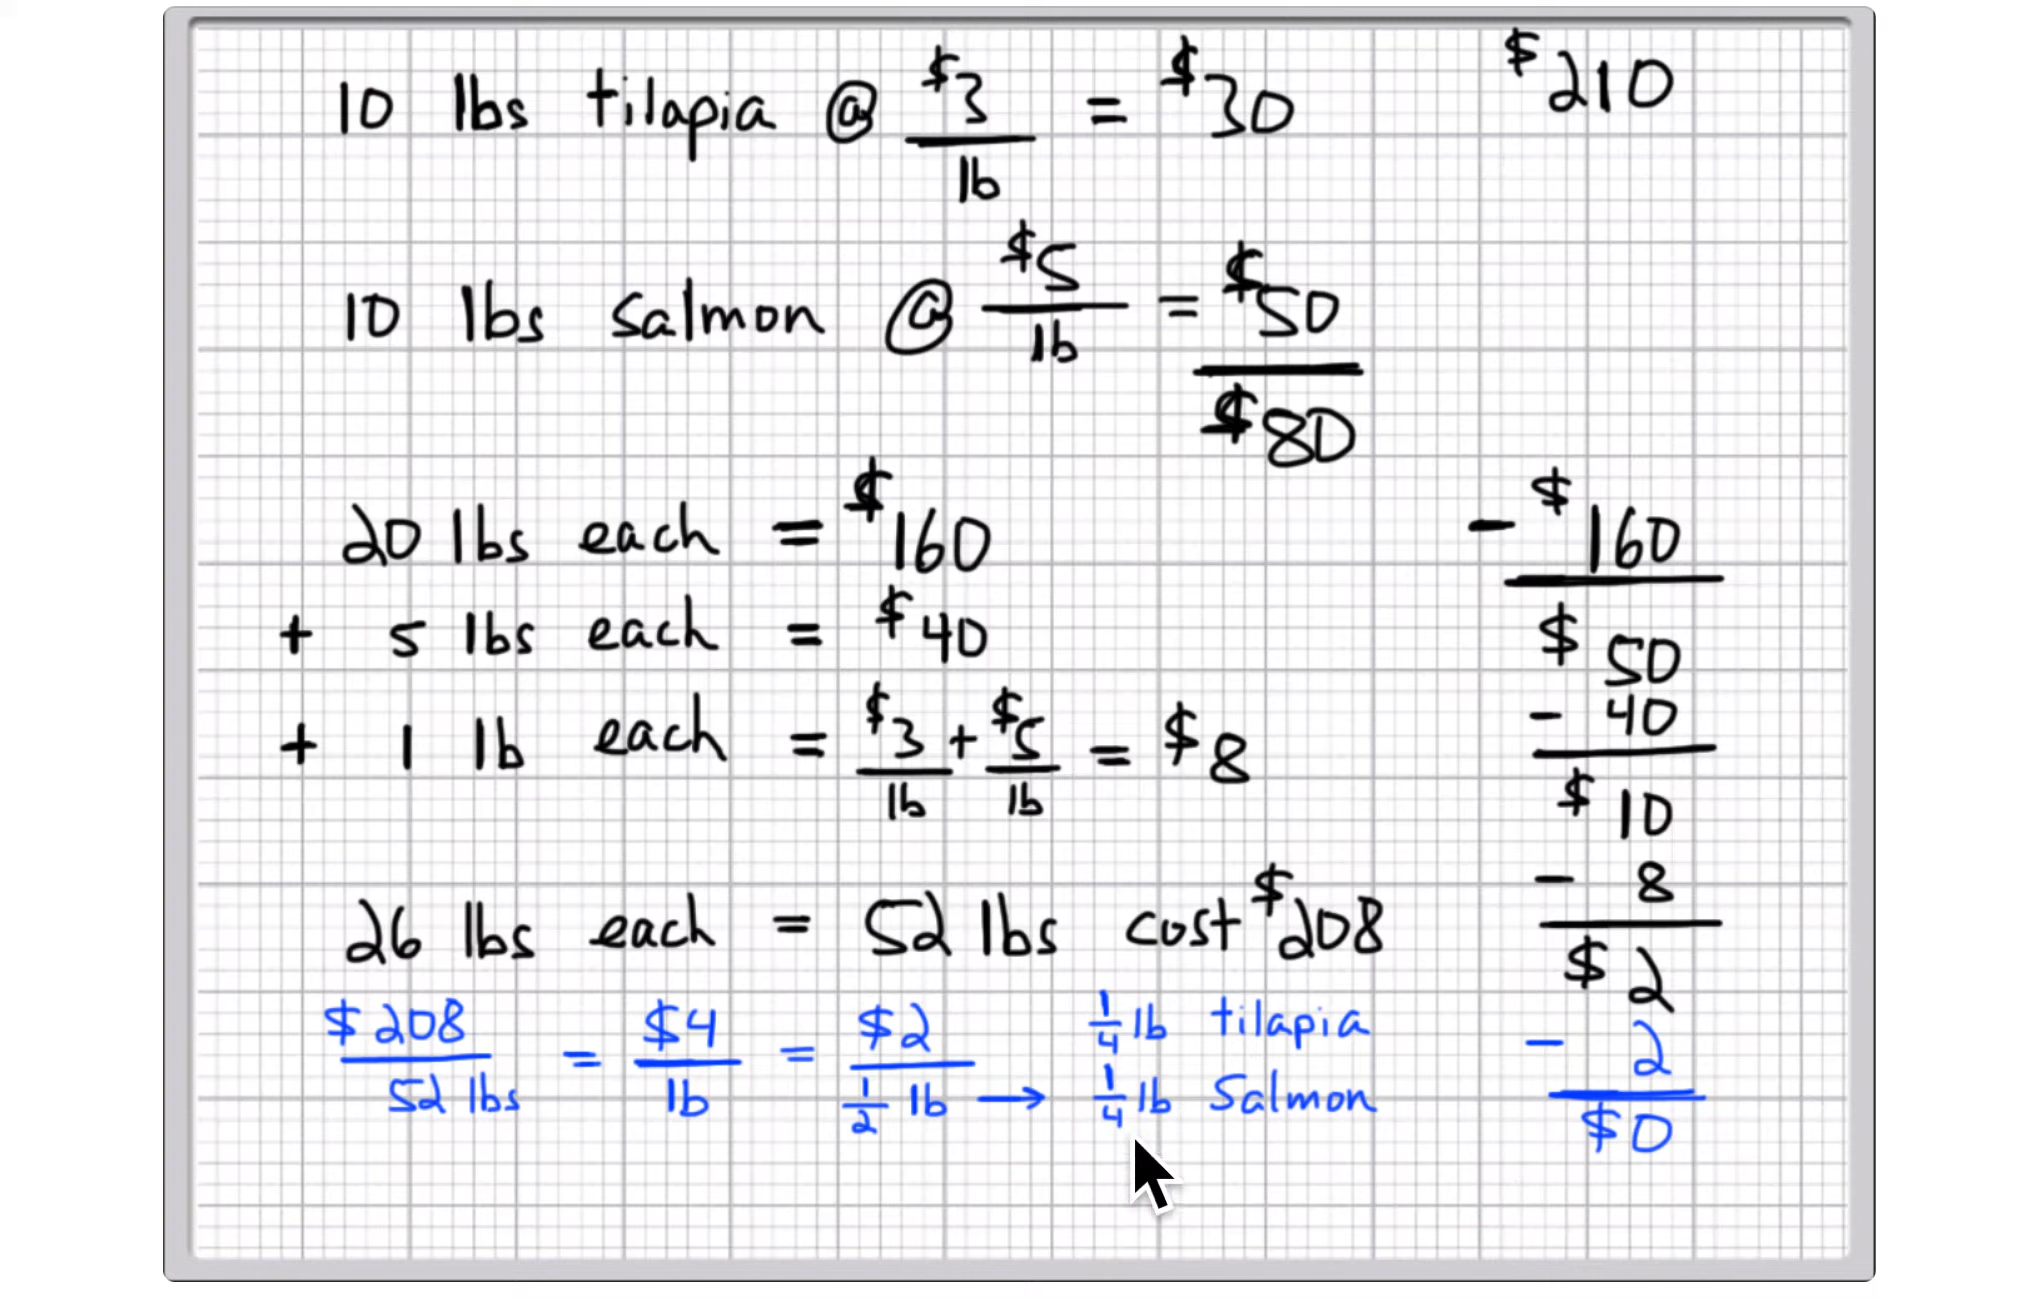 10 lbs tilapia @ $3/lb = $30 $210
10 lbs salmon @ $5/lb = $50
$80
20 lbs each = $160 - $160
+ 5 lbs each = $40 $50
- 40
+ 1 lb each = $3/lb + $5/lb = $8
$10
- 8
26 lbs each = 52 lbs cost $208
$2
$208/52 lbs = $4/lb = $2/1/2 lb → 1/4 lb tilapia - 2
1/4 lb Salmon $0